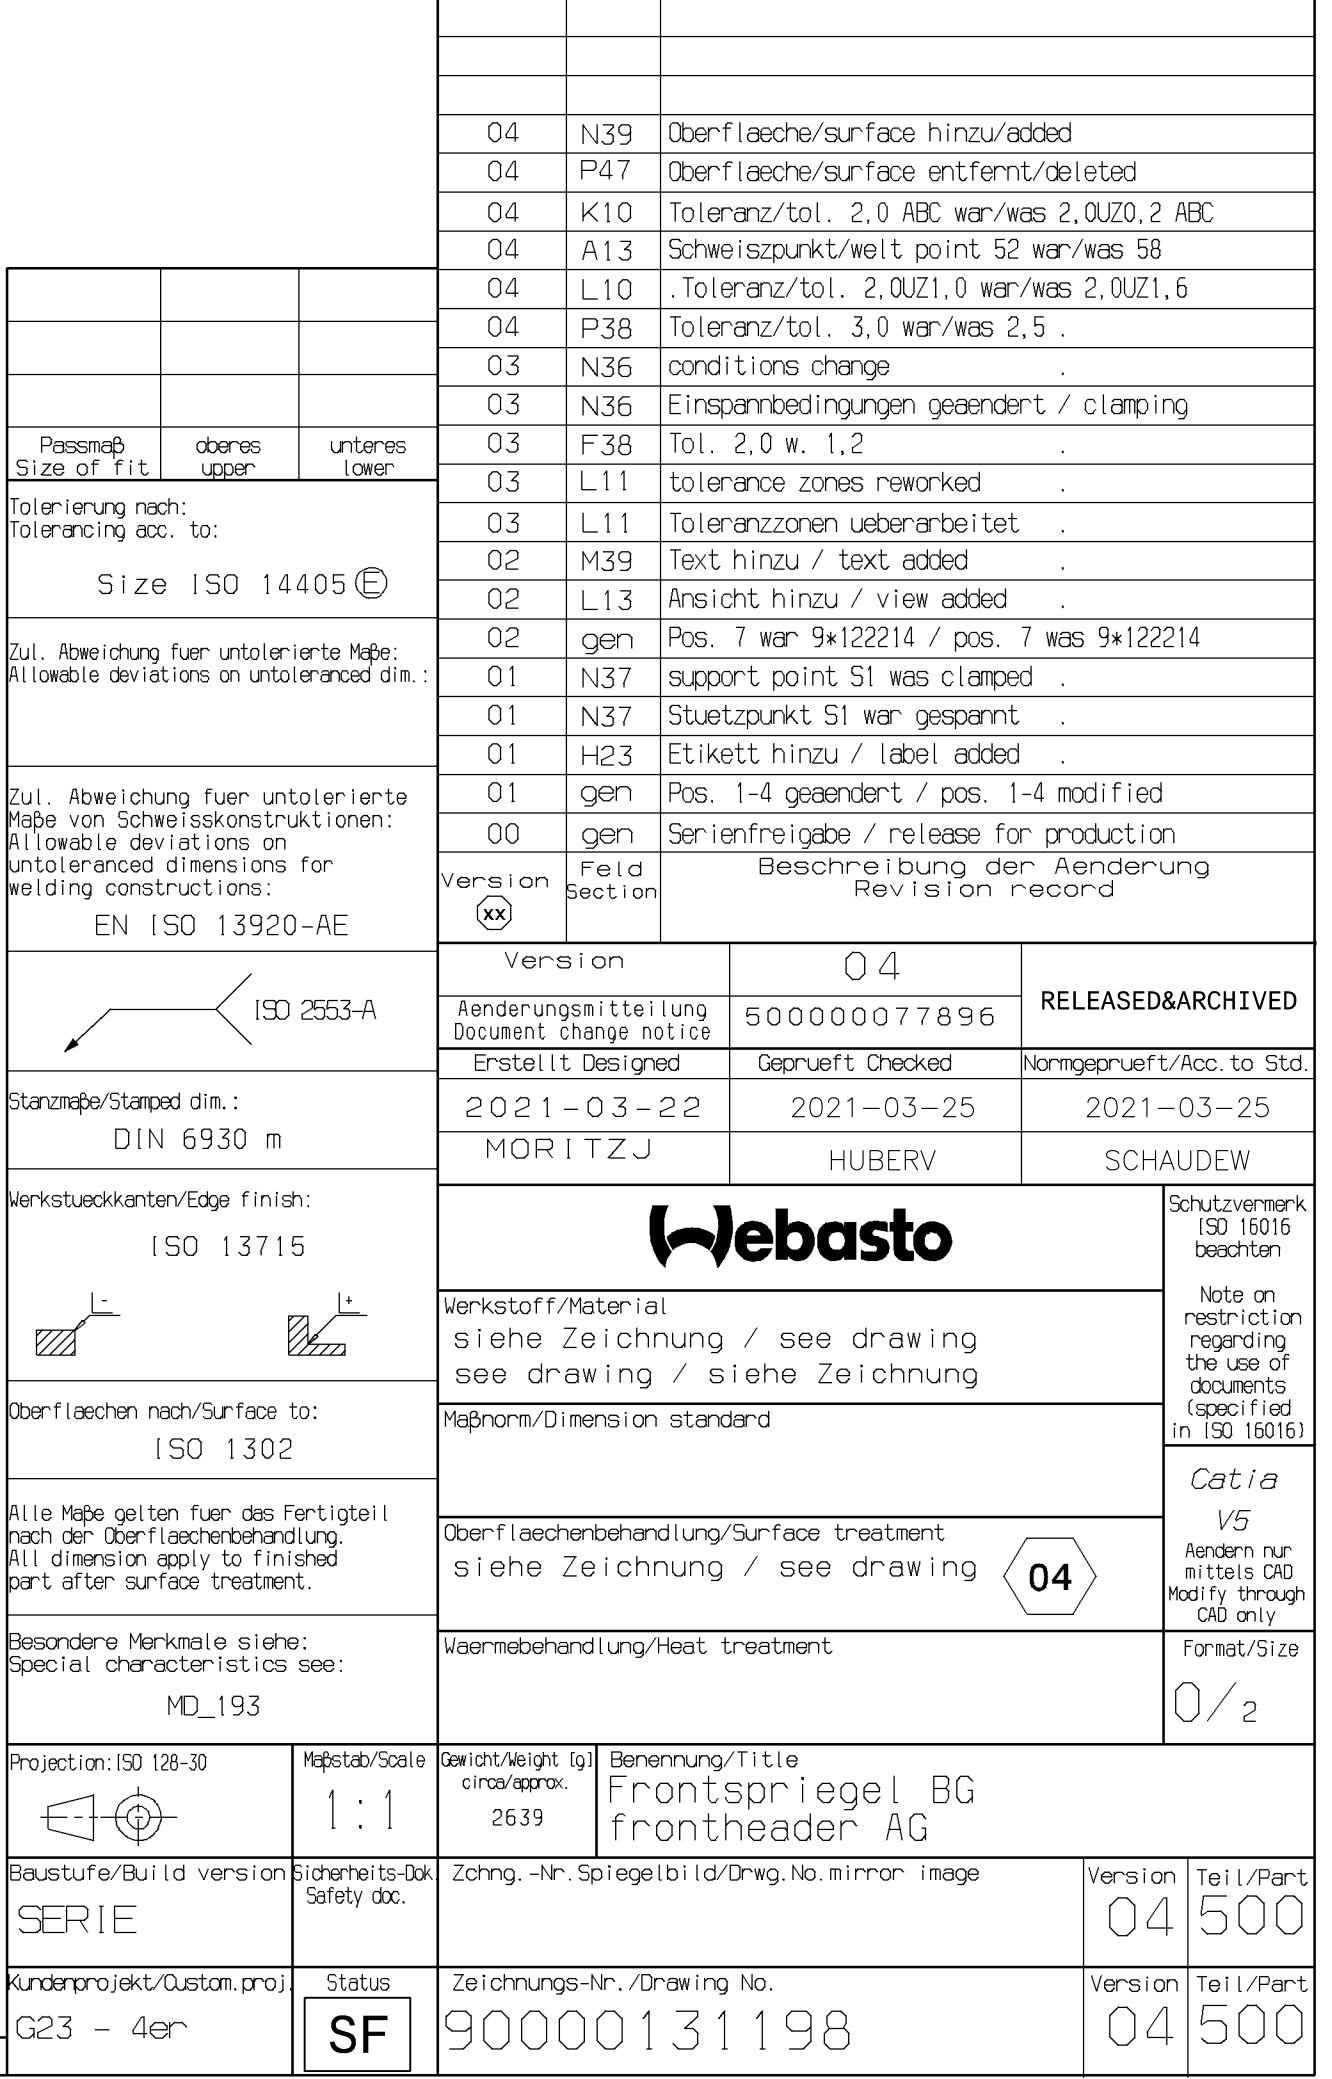 04 N39 Oberflaeche/surface hinzu/added
04 P47 Oberflaeche/surface entfernt/deleted
04 K10 Toleranz/tol. 2,0 ABC war/was 2,0UZ0,2 ABC
04 A13 Schweiszpunkt/welt point 52 war/was 58
04 L10 .Toleranz/tol. 2,0UZ1,0 war/was 2,0UZ1,6
04 P38 Toleranz/tol. 3,0 war/was 2,5 .
03 N36 conditions change .
03 N36 Einspannbedingungen geaendert / clamping
03 F38 Tol. 2,0 w. 1,2 .
03 L11 tolerance zones reworked .
03 L11 Toleranzzonen ueberarbeitet .
02 M39 Text hinzu / text added .
02 L13 Ansicht hinzu / view added .
02 gen Pos. 7 war 9*122214 / pos. 7 was 9*122214
01 N37 support point S1 was clamped .
01 N37 Stuetzpunkt S1 war gespannt .
01 H23 Etikett hinzu / label added .
01 gen Pos. 1-4 geaendert / pos. 1-4 modified
00 gen Serienfreigabe / release for production
Version
xx
Feld
Section
Beschreibung der Aenderung
Revision record
Passmaß
Size of fit
oberes
upper
unteres
lower
Tolerierung nach:
Tolerancing acc. to:
Size ISO 14405 Ⓔ
Zul. Abweichung fuer untolerierte Maße:
Allowable deviations on untoleranced dim.:
Zul. Abweichung fuer untolerierte
Maße von Schweisskonstruktionen:
Allowable deviations on
untoleranced dimensions for
welding constructions:
EN ISO 13920-AE
ISO 2553-A
Stanzmaße/Stamped dim.:
DIN 6930 m
Werkstueckkanten/Edge finish:
ISO 13715
- +
Oberflaechen nach/Surface to:
ISO 1302
Alle Maße gelten fuer das Fertigteil
nach der Oberflaechenbehandlung.
All dimension apply to finished
part after surface treatment.
Besondere Merkmale siehe:
Special characteristics see:
MD_193
Version 04
RELEASED&ARCHIVED
Aenderungsmitteilung
Document change notice
500000077896
Erstellt Designed Geprueft Checked Normgeprueft/Acc.to Std.
2021-03-22 2021-03-25 2021-03-25
MORITZJ HUBERV SCHAUDEW
Webasto
Schutzvermerk
ISO 16016
beachten
Note on
restriction
regarding
the use of
documents
(specified
in ISO 16016)
Werkstoff/Material
siehe Zeichnung / see drawing
see drawing / siehe Zeichnung
Maßnorm/Dimension standard
Catia
V5
Aendern nur
mittels CAD
Modify through
CAD only
Oberflaechenbehandlung/Surface treatment
siehe Zeichnung / see drawing
04
Waermebehandlung/Heat treatment
Format/Size
0/2
Projection:ISO 128-30
Maßstab/Scale
1:1
Gewicht/Weight [g]
circa/approx.
2639
Benennung/Title
Frontspriegel BG
frontheader AG
Baustufe/Build version
SERIE
Sicherheits-Dok.
Safety doc.
Zchng.-Nr.Spiegelbild/Drwg.No.mirror image
Version
04
Teil/Part
500
Kundenprojekt/Custom.proj.
G23 - 4er
Status
SF
Zeichnungs-Nr./Drawing No.
90000131198
Version
04
Teil/Part
500